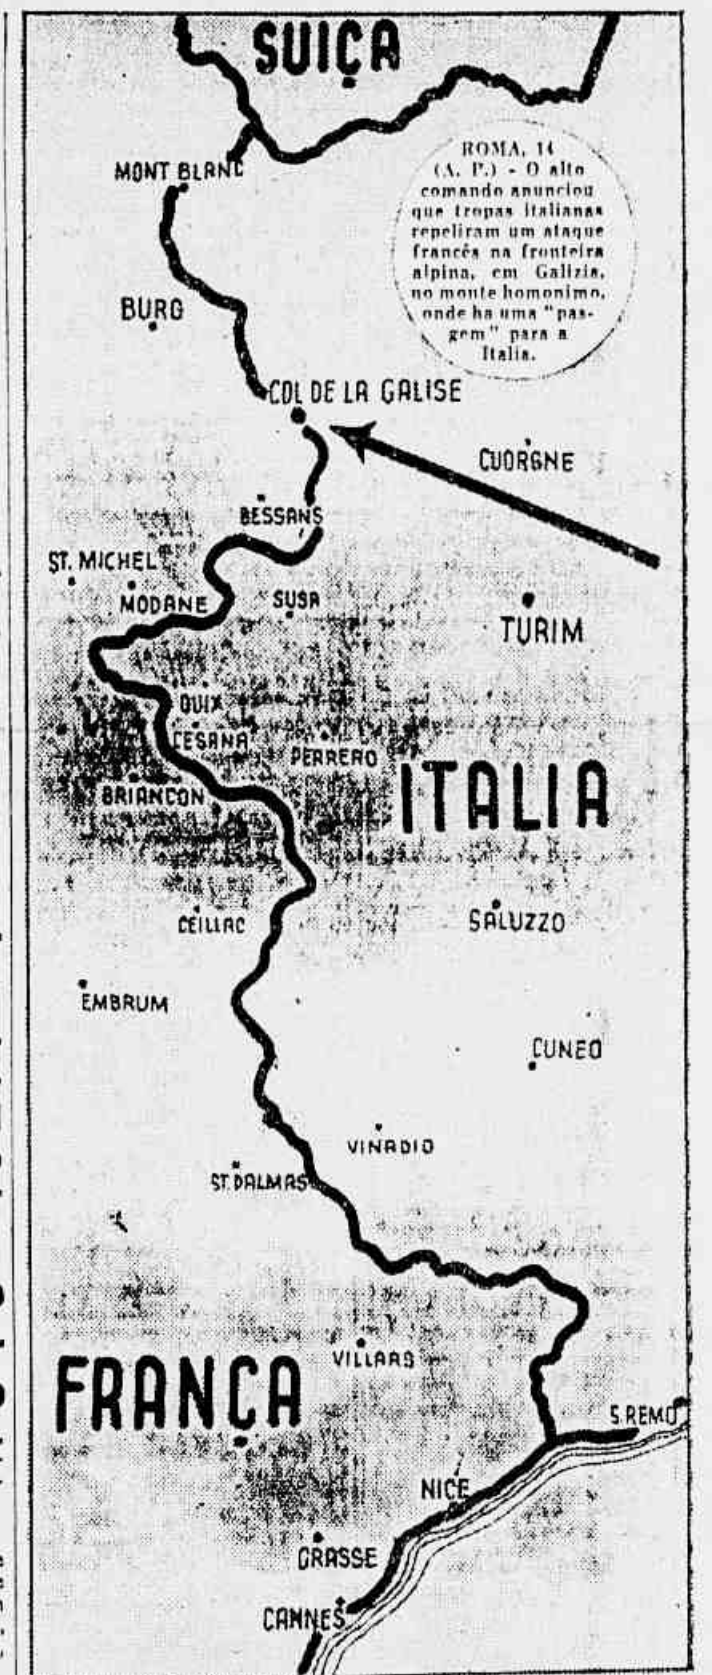 SUIÇA
MONT BLANC
ROMA, 14
(A. P.) - O alto
comando anunciou
que tropas italianas
repeliram um ataque
francês na fronteira
alpina, em Galizia,
no monte homonimo,
onde ha uma "pas-
gem" para a
Italia.
BURG
COL DE LA GALISE
CUORGNE
BESSANS
ST. MICHEL
MODANE
SUSA
TURIM
OUIX
CESANA
PERRERO
BRIANCON
ITALIA
CEILLAC
SALUZZO
EMBRUM
CUNEO
VINADIO
ST. DALMAS
VILLARS
FRANÇA
S. REMO
NICE
GRASSE
CANNES